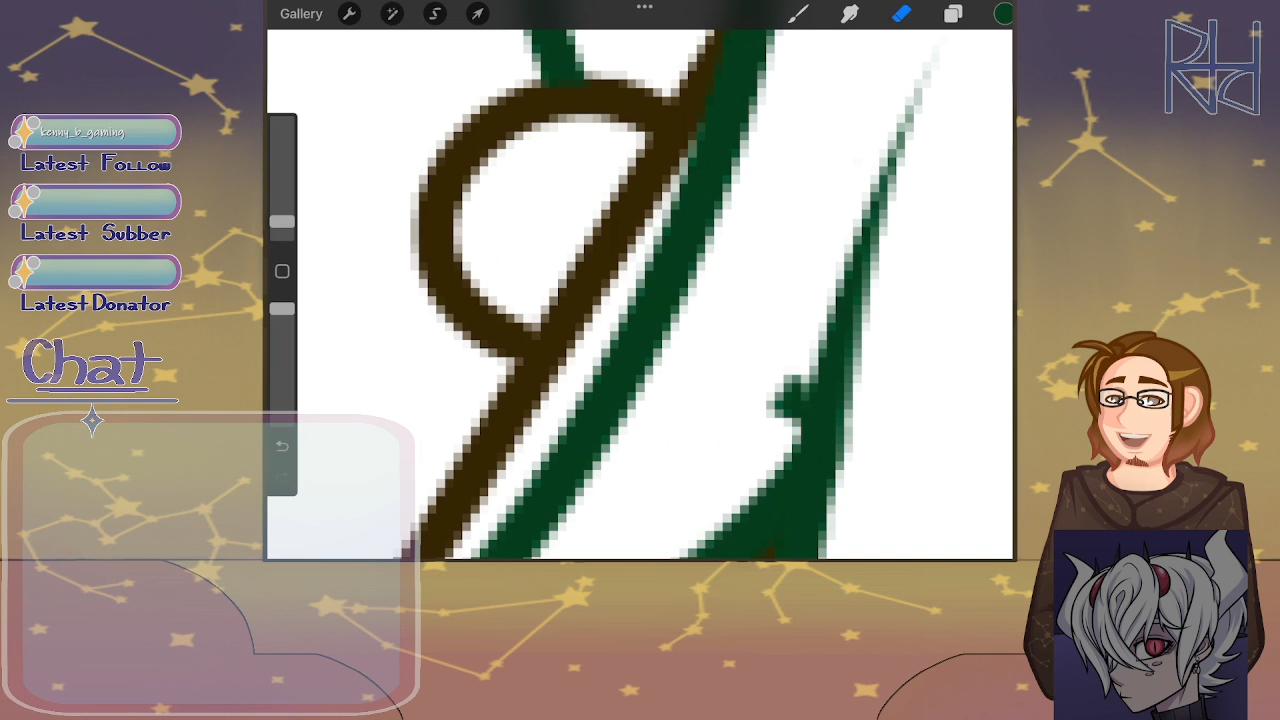 Gallery
kenny_b_gaming
Latest Follow
Latest Subber
Latest Donator
Chat